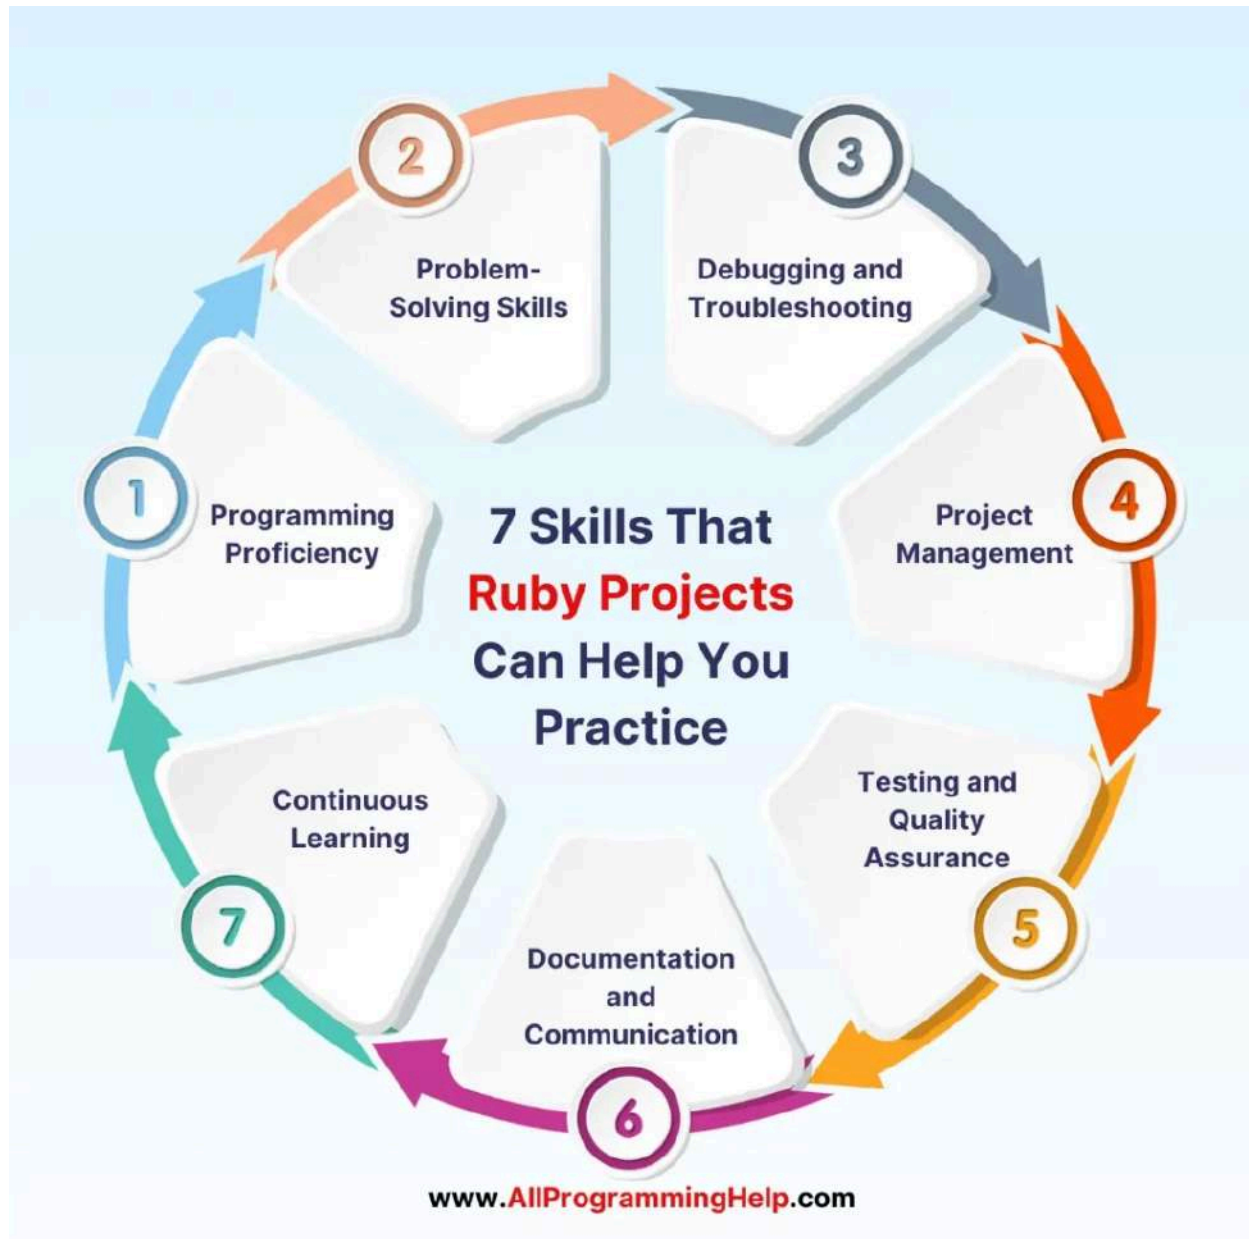 7 Skills That
Ruby Projects
Can Help You
Practice
1
Programming
Proficiency
2
Problem-
Solving Skills
3
Debugging and
Troubleshooting
4
Project
Management
5
Testing and
Quality
Assurance
6
Documentation
and
Communication
7
Continuous
Learning
www.AllProgrammingHelp.com